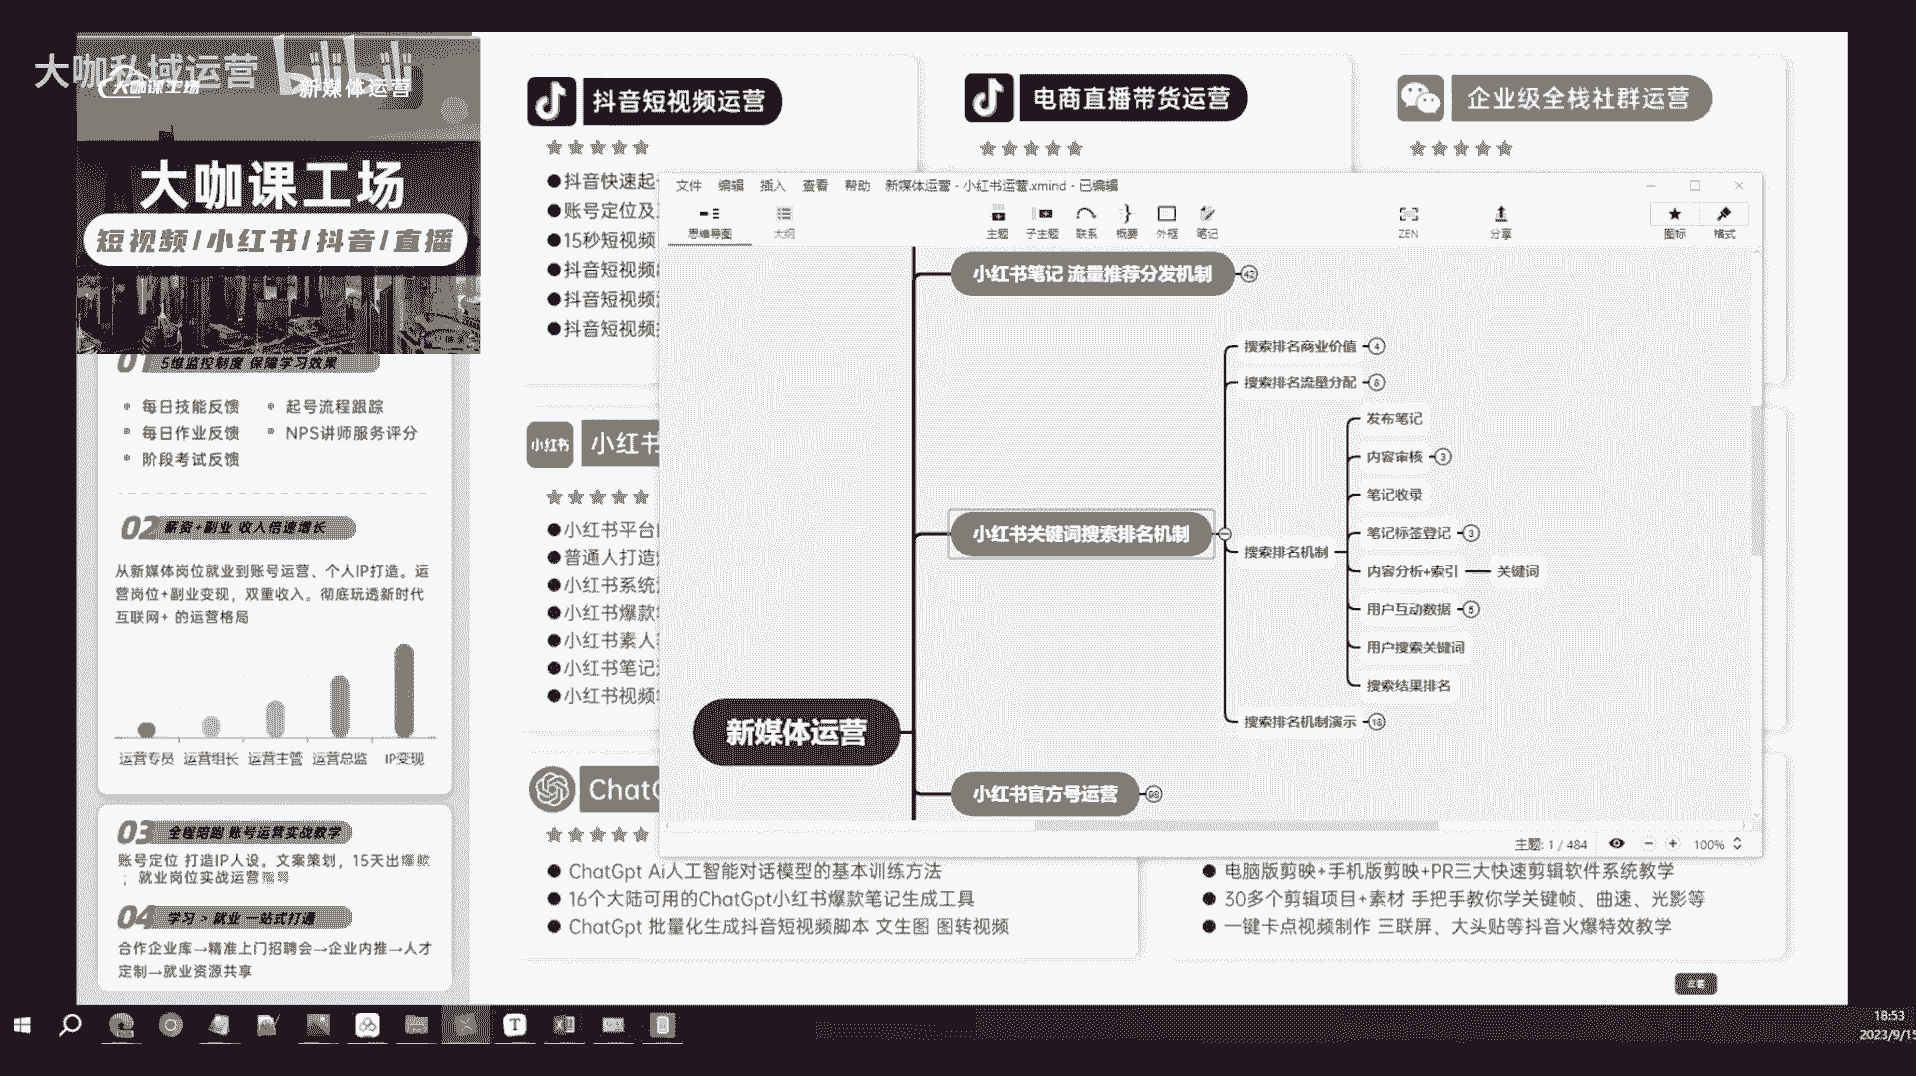 大咖私域运营 bilibili
大咖课工场
新媒体运营
大咖课工场
短视频/小红书/抖音/直播
01 5维监控制度 保障学习效果
每日技能反馈
起号流程跟踪
每日作业反馈
NPS讲师服务评分
阶段考试反馈
02 薪资+副业 收入倍速增长
从新媒体岗位就业到账号运营、个人IP打造。运
营岗位+副业变现，双重收入。彻底玩透新时代
互联网+ 的运营格局
运营专员 运营组长 运营主管 运营总监 IP变现
03 全程陪跑 账号运营实战教学
账号定位 打造IP人设。文案策划，15天出爆款
；就业岗位实战运营
04 学习 > 就业 一站式打通
合作企业库→精准上门招聘会→企业内推→人才
定制→就业资源共享
抖音短视频运营
抖音快速起
账号定位及
15秒短视频
抖音短视频
抖音短视频
抖音短视频
电商直播带货运营
企业级全栈社群运营
小红书
小红书
小红书平台
普通人打造
小红书系统
小红书爆款
小红书素人
小红书笔记
小红书视频
ChatG
ChatGpt Ai人工智能对话模型的基本训练方法
16个大陆可用的ChatGpt小红书爆款笔记生成工具
ChatGpt 批量化生成抖音短视频脚本 文生图 图转视频
电脑版剪映+手机版剪映+PR三大快速剪辑软件系统教学
30多个剪辑项目+素材 手把手教你学关键帧、曲速、光影等
一键卡点视频制作 三联屏、大头贴等抖音火爆特效教学
文件 编辑 插入 查看 帮助 新媒体运营 - 小红书运营.xmind - 已编辑
思维导图 大纲 主题 子主题 联系 概要 外框 笔记 ZEN 分享 图标 格式
小红书笔记 流量推荐分发机制 42
搜索排名商业价值 4
搜索排名流量分配 6
发布笔记
内容审核 3
笔记收录
小红书关键词搜索排名机制
笔记标签登记 3
搜索排名机制
内容分析+索引 关键词
用户互动数据 5
用户搜索关键词
搜索结果排名
搜索排名机制演示 18
新媒体运营
小红书官方号运营 98
主题: 1 / 484 100%
18:53
2023/9/15